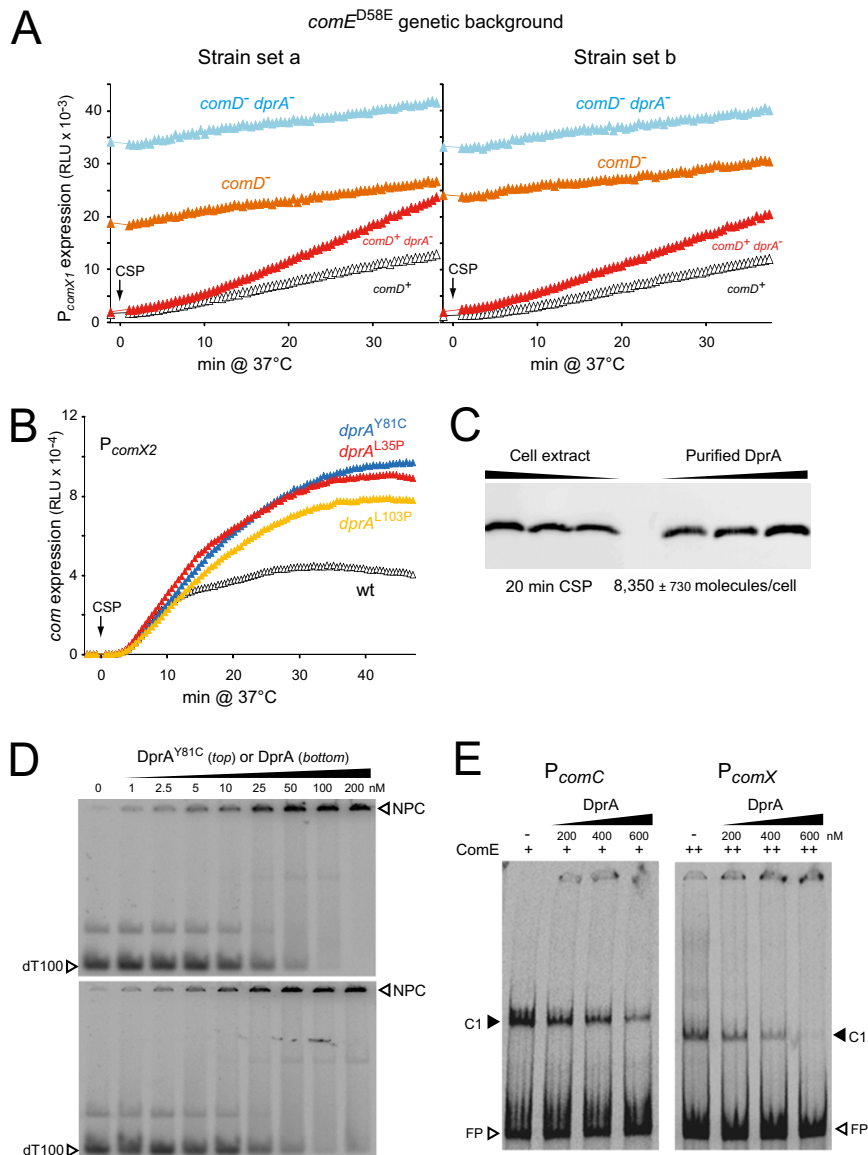 A
comE^D58E genetic background
Strain set a
Strain set b
P_comX1 expression (RLU x 10^-3)
40
30
20
10
0
comD^- dprA^-
comD^-
comD^+ dprA^-
comD^+
CSP
0 10 20 30
min @ 37°C
comD^- dprA^-
comD^-
comD^+ dprA^-
comD^+
CSP
0 10 20 30
min @ 37°C
B
P_comX2
com expression (RLU x 10^-4)
12
8
4
0
dprA^Y81C
dprA^L35P
dprA^L103P
wt
CSP
0 10 20 30 40
min @ 37°C
C
Cell extract
Purified DprA
20 min CSP
8,350 ± 730 molecules/cell
D
DprA^Y81C (top) or DprA (bottom)
0 1 2.5 5 10 25 50 100 200 nM
NPC
dT100
NPC
dT100
E
P_comC
P_comX
DprA
DprA
- 200 400 600
- 200 400 600 nM
ComE + + + +
++ ++ ++ ++
C1
C1
FP
FP